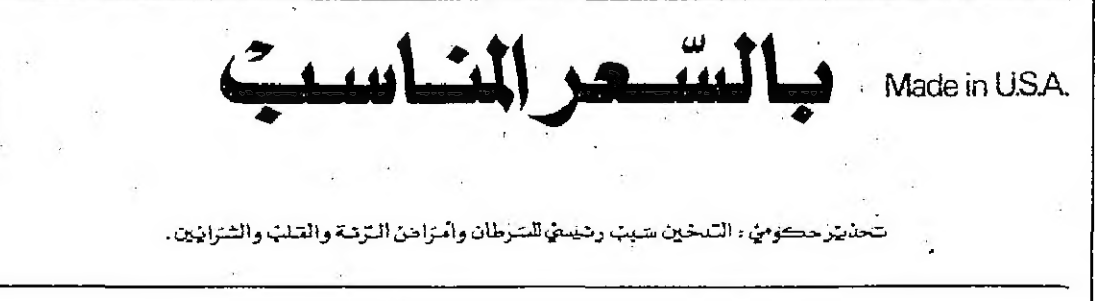 بالسّعر المناسبْ
Made in U.S.A.
تحذير حكومي : التدخين سبب رئيسي للسرطان وأمراض الرئة والقلب والشرايين .